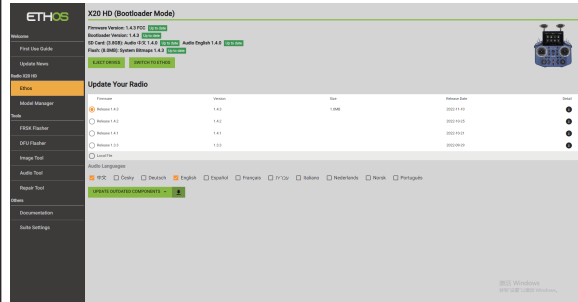 ETHOS
X20 HD (Bootloader Mode)
Firmware Version: 1.4.3 FCC Up to date
Bootloader Version: 1.4.3 Up to date
SD Card: (3.8GB): Audio 中文 1.4.0 Up to date Audio English 1.4.0 Up to date
Flash: (8.3MB): System Bitmaps 1.4.3 Up to date
EJECT DRIVES SWITCH TO ETHOS
Welcome
First Use Guide
Update News
Radio X20 HD
Ethos
Model Manager
Tools
FRSK Flasher
DFU Flasher
Image Tool
Audio Tool
Repair Tool
Others
Documentation
Suite Settings
Update Your Radio
Firmware Version Size Release Date Detail
Release 1.4.3 1.4.3 1.0MB 2022-11-10
Release 1.4.2 1.4.2 2022-10-25
Release 1.4.1 1.4.1 2022-10-21
Release 1.3.3 1.3.3 2022-09-29
Local File
Audio Languages:
中文 Česky Deutsch English Español Français עברית Italiano Nederlands Norsk Português
UPDATE OUTDATED COMPONENTS
激活 Windows